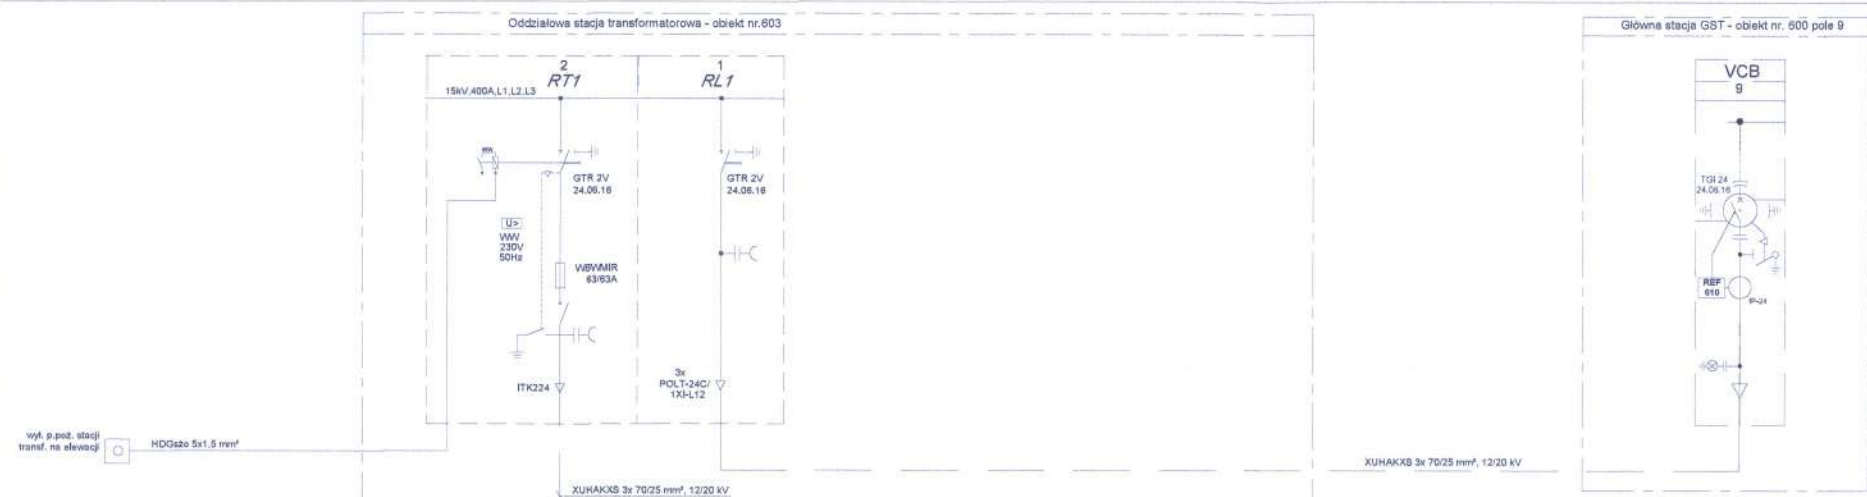 Oddziałowa stacja transformatorowa - obiekt nr.603
Główna stacja GST - obiekt nr. 600 pole 9
2
RT1
1
RL1
15kV,400A,L1,L2,L3
GTR 2V
24.06.16
GTR 2V
24.06.16
U>
WW
230V
50Hz
WBWMIR
63/63A
ITK224
3x
POLT-24C/
1XI-L12
wył. p.poż. stacji
transf. na elewacji
HDGsżo 5x1,5 mm²
XUHAKXS 3x 70/25 mm², 12/20 kV
XUHAKXS 3x 70/25 mm², 12/20 kV
VCB
9
TGI 24
24.06.16
REF
610
IP-24